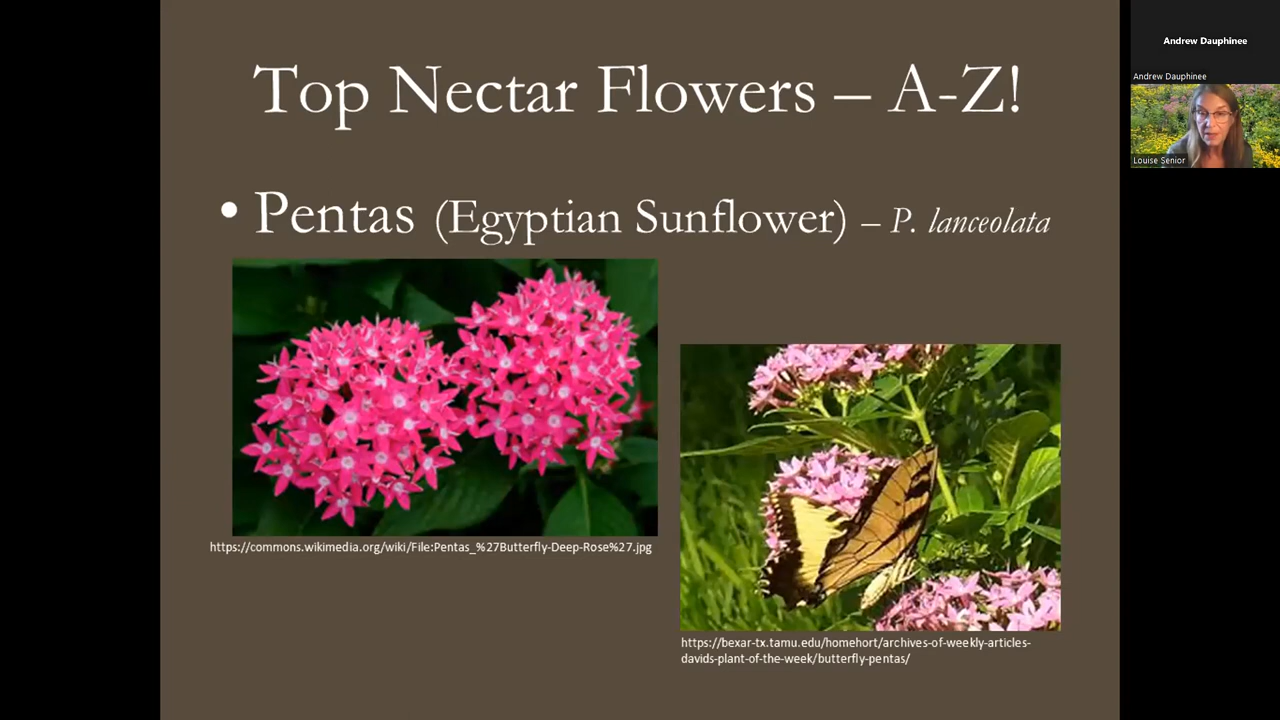 Top Nectar Flowers – A-Z!
• Pentas (Egyptian Sunflower) – P. lanceolata
https://commons.wikimedia.org/wiki/File:Pentas_%27Butterfly-Deep-Rose%27.jpg
https://bexar-tx.tamu.edu/homehort/archives-of-weekly-articles-
davids-plant-of-the-week/butterfly-pentas/
Andrew Dauphinee
Andrew Dauphinee
Louise Senior